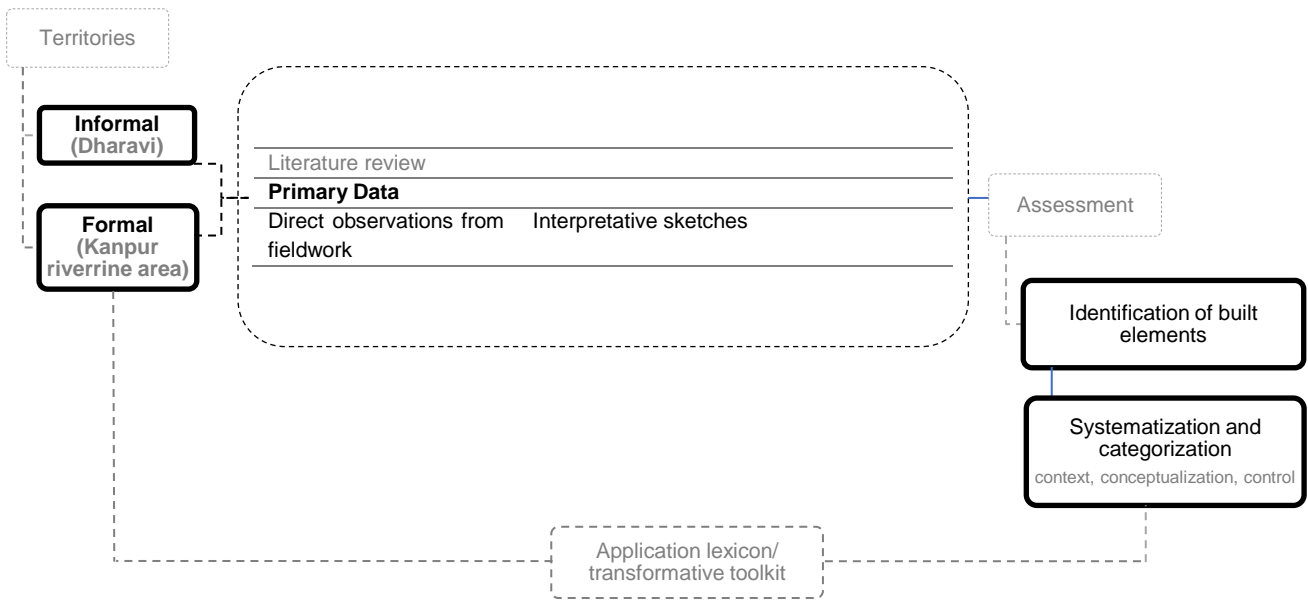 Territories
Informal
(Dharavi)
Formal
(Kanpur
riverrine area)
Literature review
Primary Data
Direct observations from fieldwork
Interpretative sketches
Assessment
Identification of built
elements
Systematization and
categorization
context, conceptualization, control
Application lexicon/
transformative toolkit